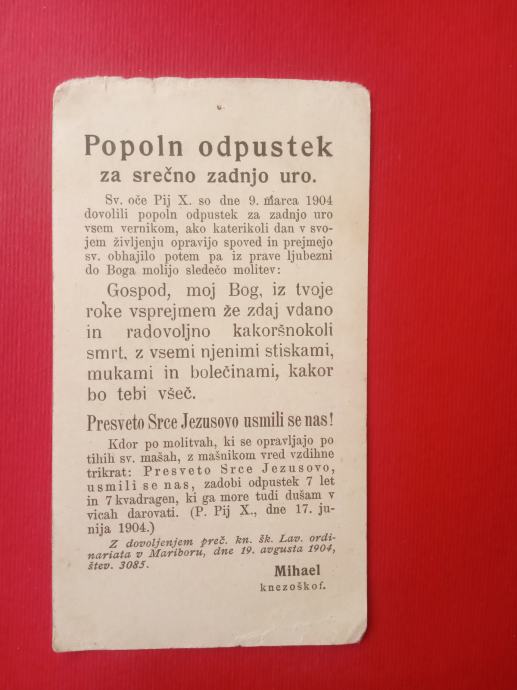 Popoln odpustek
za srečno zadnjo uro.
Sv. oče Pij X. so dne 9. marca 1904
dovolili popoln odpustek za zadnjo uro
vsem vernikom, ako katerikoli dan v svo-
jem življenju opravijo spoved in prejmejo
sv. obhajilo potem pa iz prave ljubezni
do Boga molijo sledečo molitev:
Gospod, moj Bog, iz tvoje
roke vsprejmem že zdaj vdano
in radovoljno kakoršnokoli
smrt, z vsemi njenimi stiskami,
mukami in bolečinami, kakor
bo tebi všeč.
Presveto Srce Jezusovo usmili se nas!
Kdor po molitvah, ki se opravljajo po
tihih sv. mašah, z mašnikom vred vzdihne
trikrat: Presveto Srce Jezusovo,
usmili se nas, zadobi odpustek 7 let
in 7 kvadragen, ki ga more tudi dušam v
vicah darovati. (P. Pij X., dne 17. ju-
nija 1904.)
Z dovoljenjem preč. kn. šk. Lav. ordi-
nariata v Mariboru, dne 19. avgusta 1904,
štev. 3085.
Mihael
knezoškof.